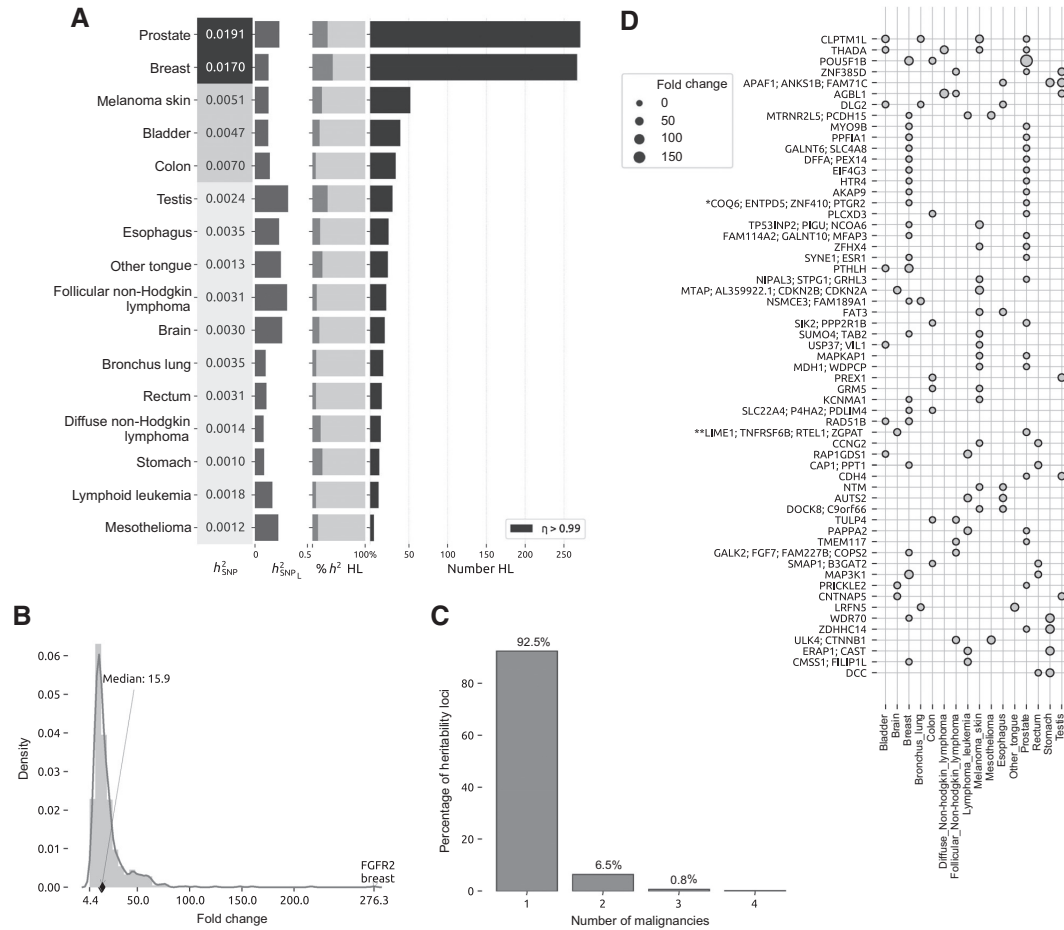 A
Prostate 0.0191
Breast 0.0170
Melanoma skin 0.0051
Bladder 0.0047
Colon 0.0070
Testis 0.0024
Esophagus 0.0035
Other tongue 0.0013
Follicular non-Hodgkin
lymphoma 0.0031
Brain 0.0030
Bronchus lung 0.0035
Rectum 0.0031
Diffuse non-Hodgkin
lymphoma 0.0014
Stomach 0.0010
Lymphoid leukemia 0.0018
Mesothelioma 0.0012
η > 0.99
0 0.5 0 100% 50 100 150 200 250
h²SNP h²SNP L % h² HL Number HL
B
0.06
0.05
0.04
0.03
0.02
0.01
0.00
Density
Median: 15.9
FGFR2
breast
4.4 50.0 100.0 150.0 200.0 276.3
Fold change
C
Percentage of heritability loci
80
60
40
20
0
92.5%
6.5%
0.8%
1 2 3 4
Number of malignancies
D
Fold change
0
50
100
150
CLPTM1L
THADA
POU5F1B
ZNF385D
APAF1; ANKS1B; FAM71C
AGBL1
DLG2
MTRNR2L5; PCDH15
MYO9B
PPFIA1
GALNT6; SLC4A8
DFFA; PEX14
EIF4G3
HTR4
AKAP9
*COQ6; ENTPD5; ZNF410; PTGR2
PLCXD3
TP53INP2; PIGU; NCOA6
FAM114A2; GALNT10; MFAP3
ZFHX4
SYNE1; ESR1
PTHLH
NIPAL3; STPG1; GRHL3
MTAP; AL359922.1; CDKN2B; CDKN2A
NSMCE3; FAM189A1
FAT3
SIK2; PPP2R1B
SUMO4; TAB2
USP37; VIL1
MAPKAP1
MDH1; WDPCP
PREX1
GRM5
KCNMA1
SLC22A4; P4HA2; PDLIM4
RAD51B
**LIME1; TNFRSF6B; RTEL1; ZGPAT
CCNG2
RAP1GDS1
CAP1; PPT1
CDH4
NTM
AUTS2
DOCK8; C9orf66
TULP4
PAPPA2
TMEM117
GALK2; FGF7; FAM227B; COPS2
SMAP1; B3GAT2
MAP3K1
PRICKLE2
CNTNAP5
LRFN5
WDR70
ZDHHC14
ULK4; CTNNB1
ERAP1; CAST
CMSS1; FILIP1L
DCC
Bladder
Brain
Breast
Bronchus_lung
Colon
Diffuse_Non-hodgkin_lymphoma
Follicular_Non-hodgkin_lymphoma
Lymphoma_leukemia
Melanoma_skin
Mesothelioma
Esophagus
Other_tongue
Prostate
Rectum
Stomach
Testis